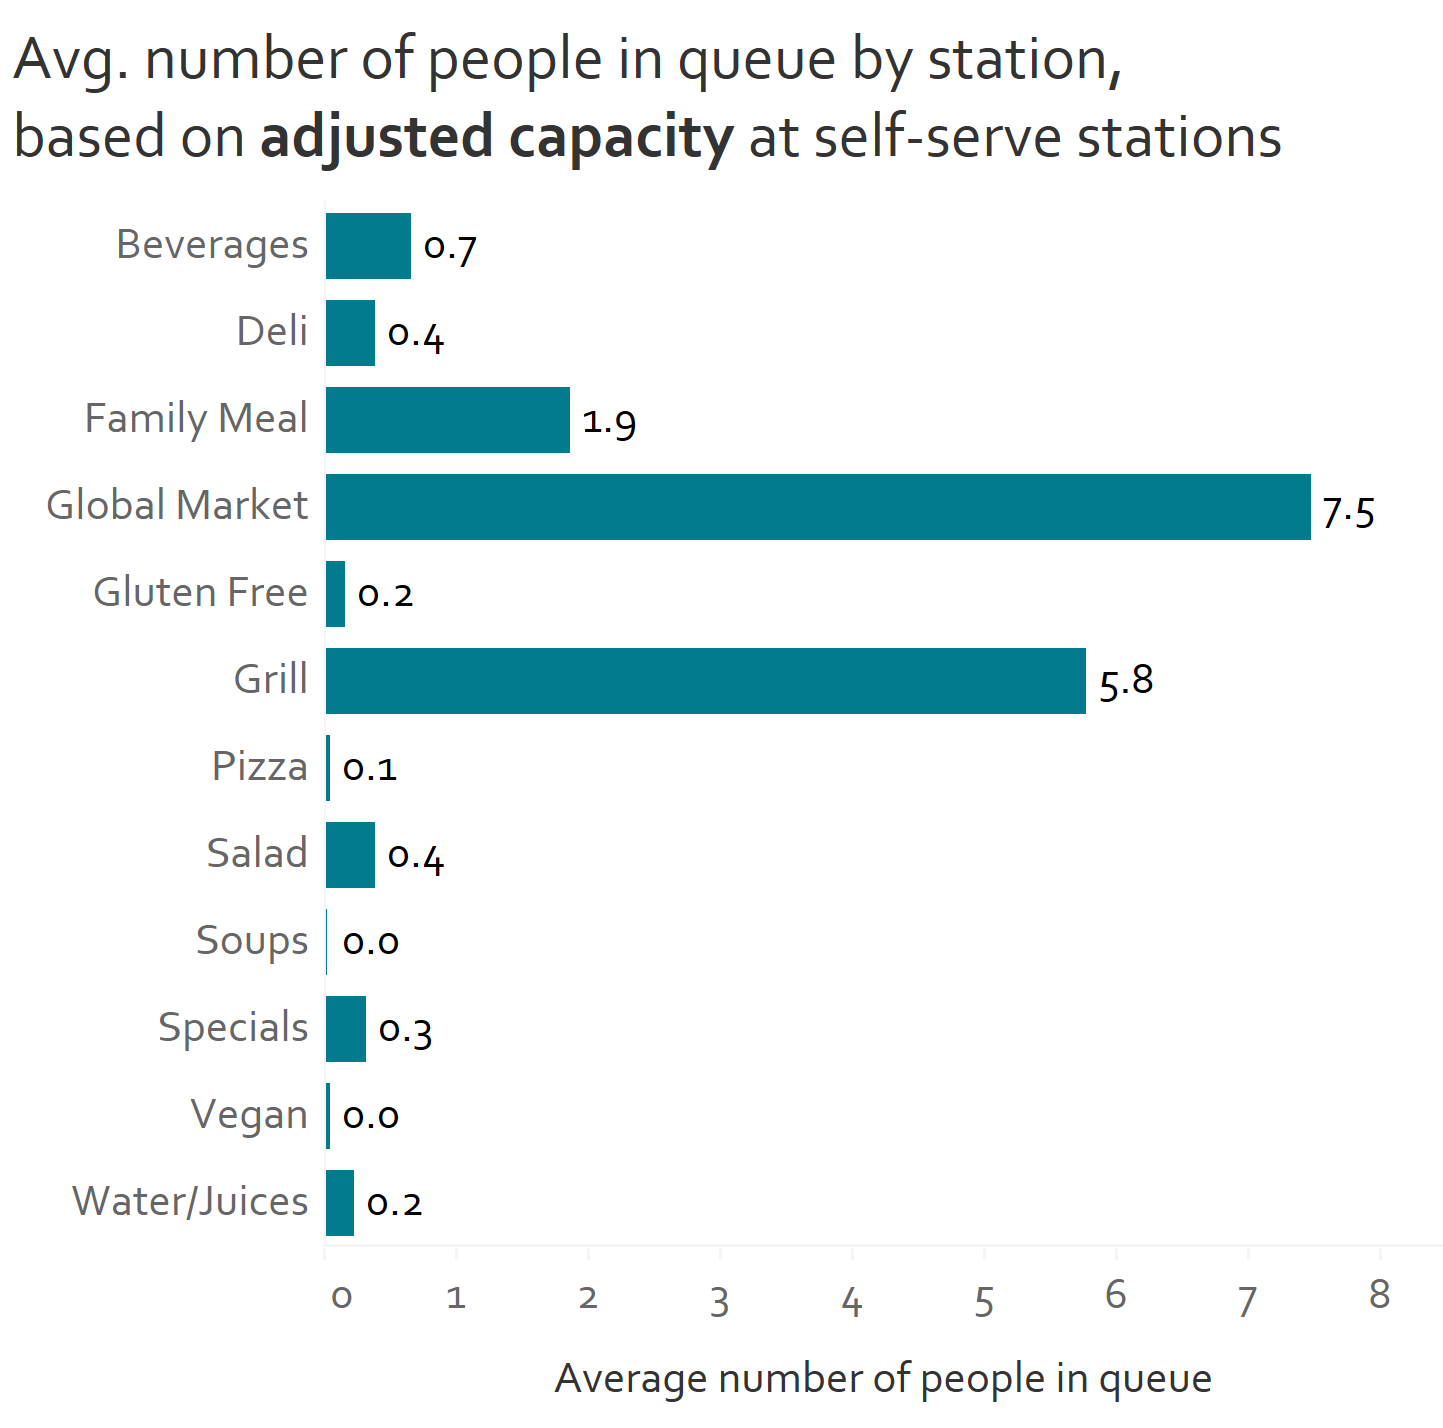 Avg. number of people in queue by station,
based on adjusted capacity at self-serve stations
Beverages 0.7
Deli 0.4
Family Meal 1.9
Global Market 7.5
Gluten Free 0.2
Grill 5.8
Pizza 0.1
Salad 0.4
Soups 0.0
Specials 0.3
Vegan 0.0
Water/Juices 0.2
0 1 2 3 4 5 6 7 8
Average number of people in queue